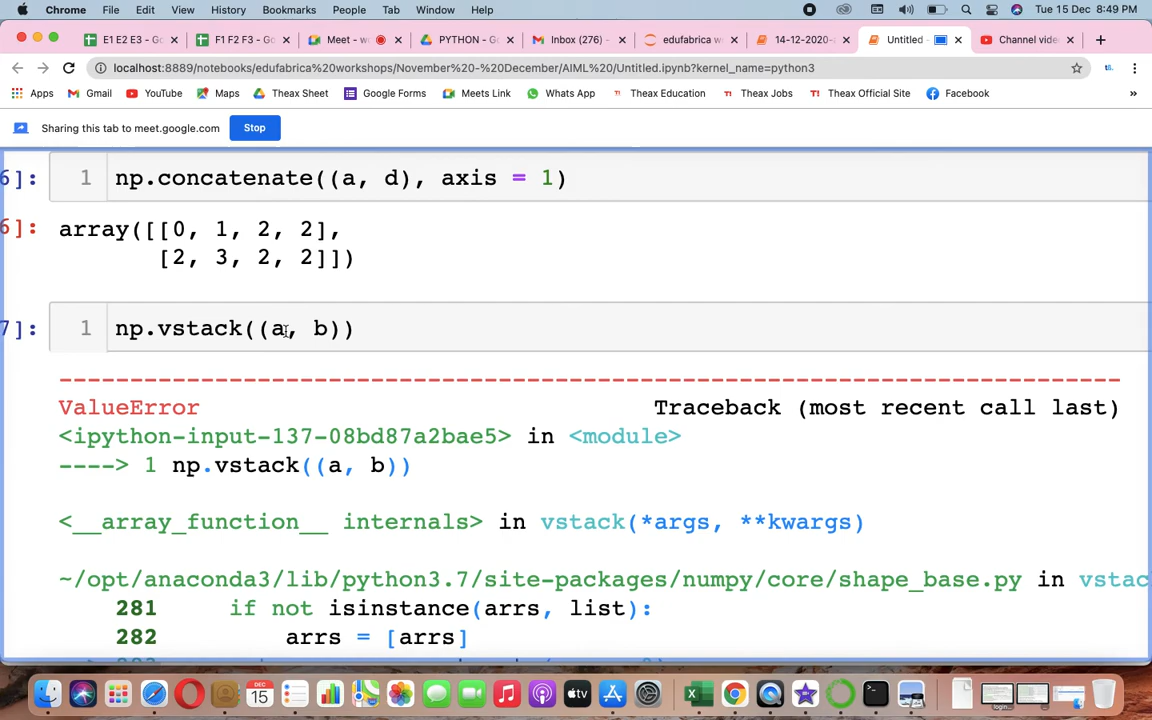 Chrome File Edit View History Bookmarks People Tab Window Help Tue 15 Dec 8:49 PM
E1 E2 E3 - Go F1 F2 F3 - Go Meet - w PYTHON - G Inbox (276) - edufabrica w 14-12-2020- Untitled - Channel vide
localhost:8889/notebooks/edufabrica%20workshops/November%20-%20December/AIML%20/Untitled.ipynb?kernel_name=python3
Apps Gmail YouTube Maps Theax Sheet Google Forms Meets Link Whats App Theax Education Theax Jobs Theax Official Site Facebook »
Sharing this tab to meet.google.com Stop
6]: 1 np.concatenate((a, d), axis = 1)
6]: array([[0, 1, 2, 2],
[2, 3, 2, 2]])
7]: 1 np.vstack((a, b))
ValueError Traceback (most recent call last)
<ipython-input-137-08bd87a2bae5> in <module>
----> 1 np.vstack((a, b))
<__array_function__ internals> in vstack(*args, **kwargs)
~/opt/anaconda3/lib/python3.7/site-packages/numpy/core/shape_base.py in vstac
281 if not isinstance(arrs, list):
282 arrs = [arrs]